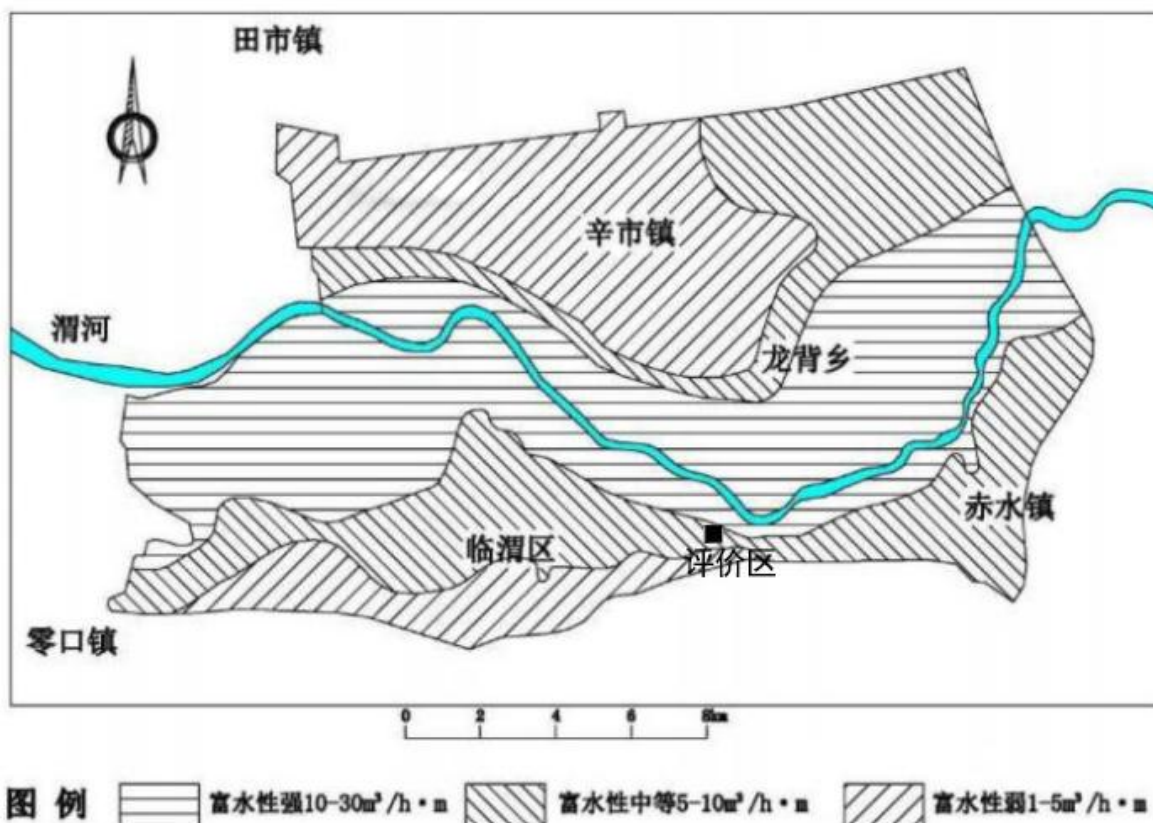 田市镇
辛市镇
渭河
龙背乡
赤水镇
临渭区
评价区
零口镇
0 2 4 6 8km
图例 富水性强10-30m³/h·m 富水性中等5-10m³/h·m 富水性弱1-5m³/h·m